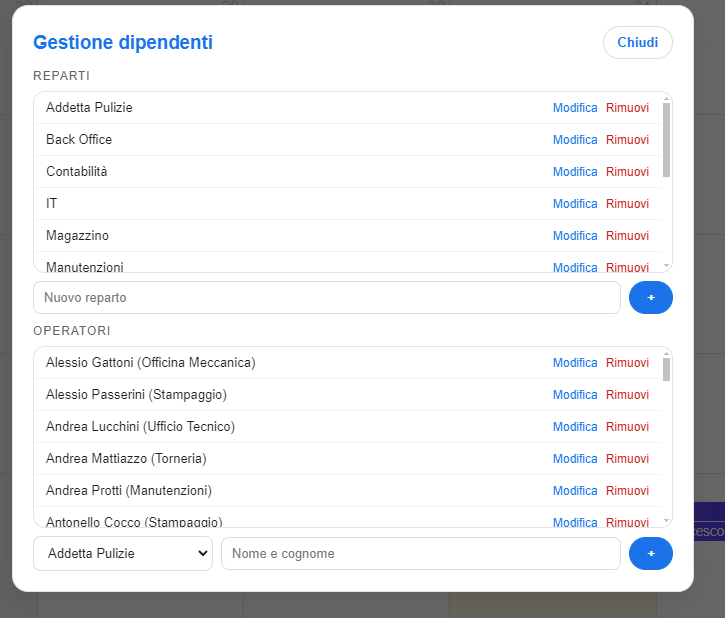 Gestione dipendenti
Chiudi
REPARTI
Addetta Pulizie Modifica Rimuovi
Back Office Modifica Rimuovi
Contabilità Modifica Rimuovi
IT Modifica Rimuovi
Magazzino Modifica Rimuovi
Manutenzioni Modifica Rimuovi
Nuovo reparto +
OPERATORI
Alessio Gattoni (Officina Meccanica) Modifica Rimuovi
Alessio Passerini (Stampaggio) Modifica Rimuovi
Andrea Lucchini (Ufficio Tecnico) Modifica Rimuovi
Andrea Mattiazzo (Torneria) Modifica Rimuovi
Andrea Protti (Manutenzioni) Modifica Rimuovi
Antonello Cocco (Stampaggio) Modifica Rimuovi
Addetta Pulizie Nome e cognome +